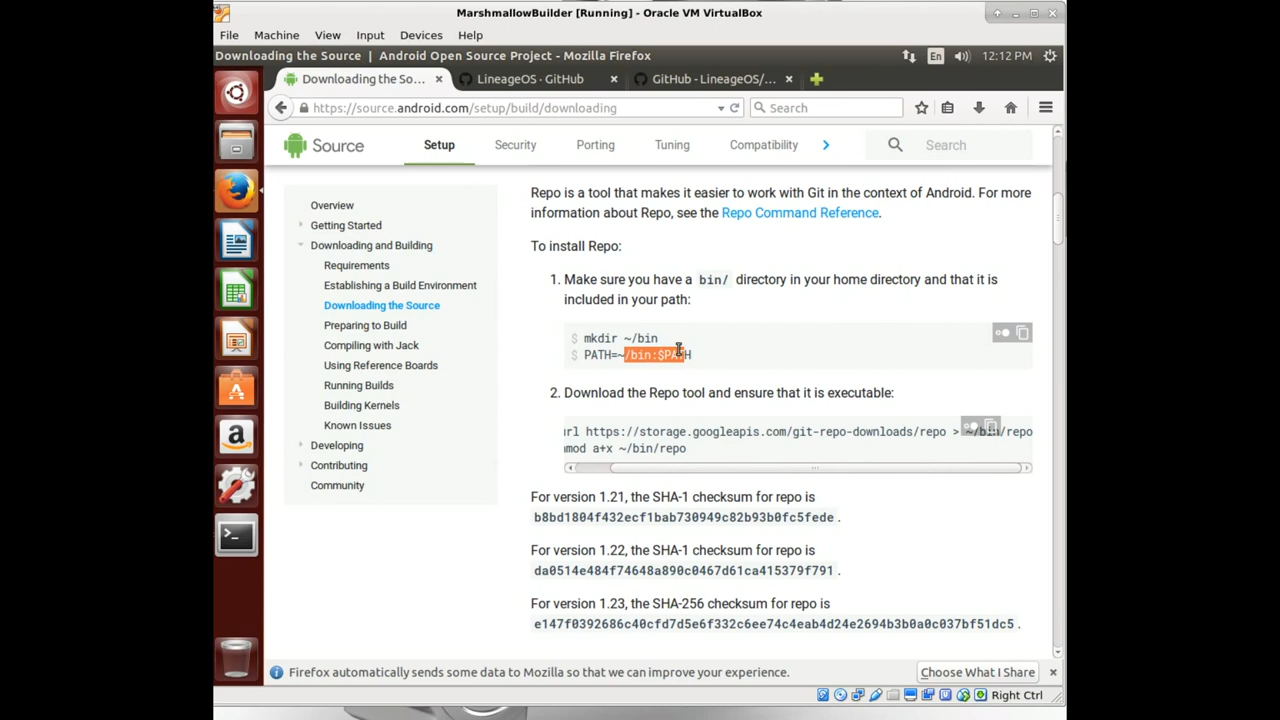 MarshmallowBuilder [Running] - Oracle VM VirtualBox
File Machine View Input Devices Help
Downloading the Source | Android Open Source Project - Mozilla Firefox
En 12:12 PM
Downloading the So...
LineageOS · GitHub
GitHub - LineageOS/...
https://source.android.com/setup/build/downloading
Search
Source
Setup
Security
Porting
Tuning
Compatibility
Search
Overview
Getting Started
Downloading and Building
Requirements
Establishing a Build Environment
Downloading the Source
Preparing to Build
Compiling with Jack
Using Reference Boards
Running Builds
Building Kernels
Known Issues
Developing
Contributing
Community
Repo is a tool that makes it easier to work with Git in the context of Android. For more
information about Repo, see the Repo Command Reference.
To install Repo:
1. Make sure you have a bin/ directory in your home directory and that it is
included in your path:
$ mkdir ~/bin
$ PATH=~/bin:$PATH
2. Download the Repo tool and ensure that it is executable:
url https://storage.googleapis.com/git-repo-downloads/repo > ~/bin/repo
mod a+x ~/bin/repo
For version 1.21, the SHA-1 checksum for repo is
b8bd1804f432ecf1bab730949c82b93b0fc5fede.
For version 1.22, the SHA-1 checksum for repo is
da0514e484f74648a890c0467d61ca415379f791.
For version 1.23, the SHA-256 checksum for repo is
e147f0392686c40cfd7d5e6f332c6ee74c4eab4d24e2694b3b0a0c037bf51dc5.
Firefox automatically sends some data to Mozilla so that we can improve your experience.
Choose What I Share
Right Ctrl